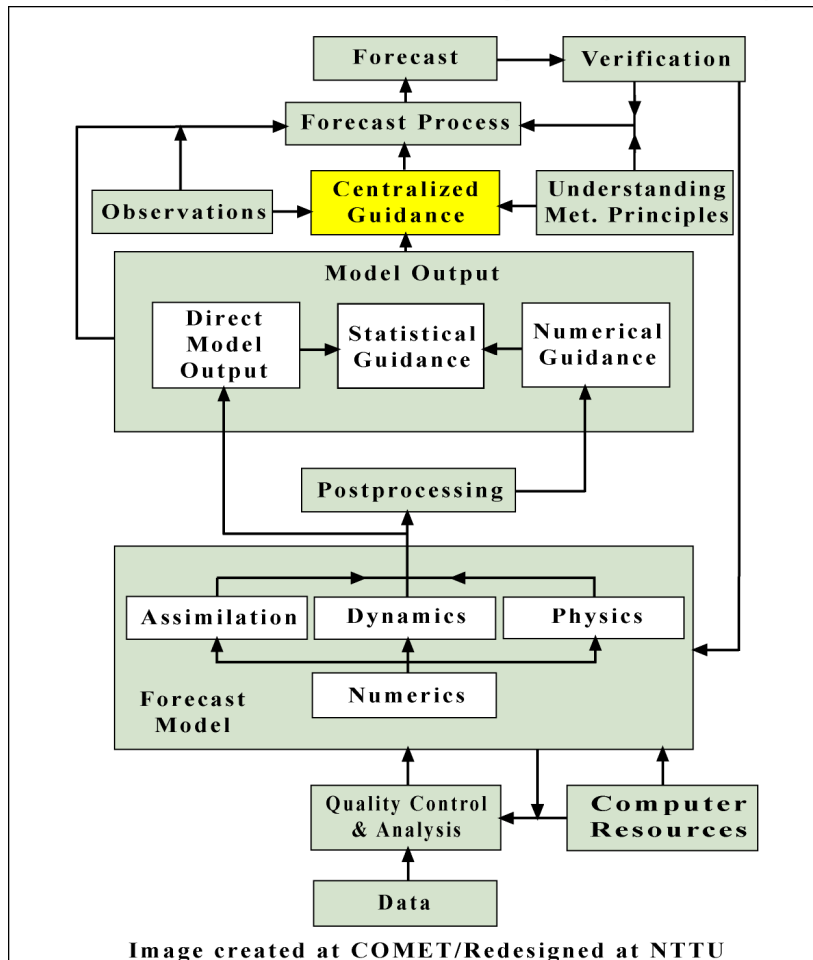 Forecast
Verification
Forecast Process
Observations
Centralized
Guidance
Understanding
Met. Principles
Model Output
Direct
Model
Output
Statistical
Guidance
Numerical
Guidance
Postprocessing
Assimilation
Dynamics
Physics
Numerics
Forecast
Model
Quality Control
& Analysis
Computer
Resources
Data
Image created at COMET/Redesigned at NTTU